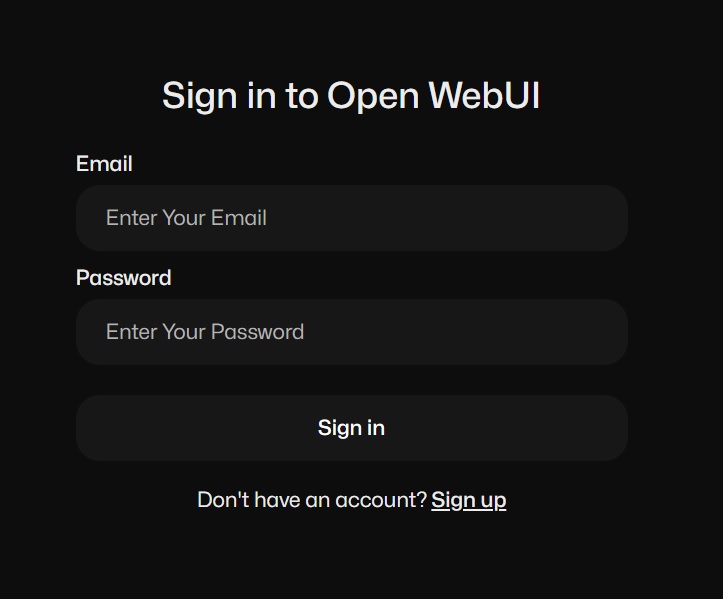 Sign in to Open WebUI
Email
Enter Your Email
Password
Enter Your Password
Sign in
Don't have an account? Sign up